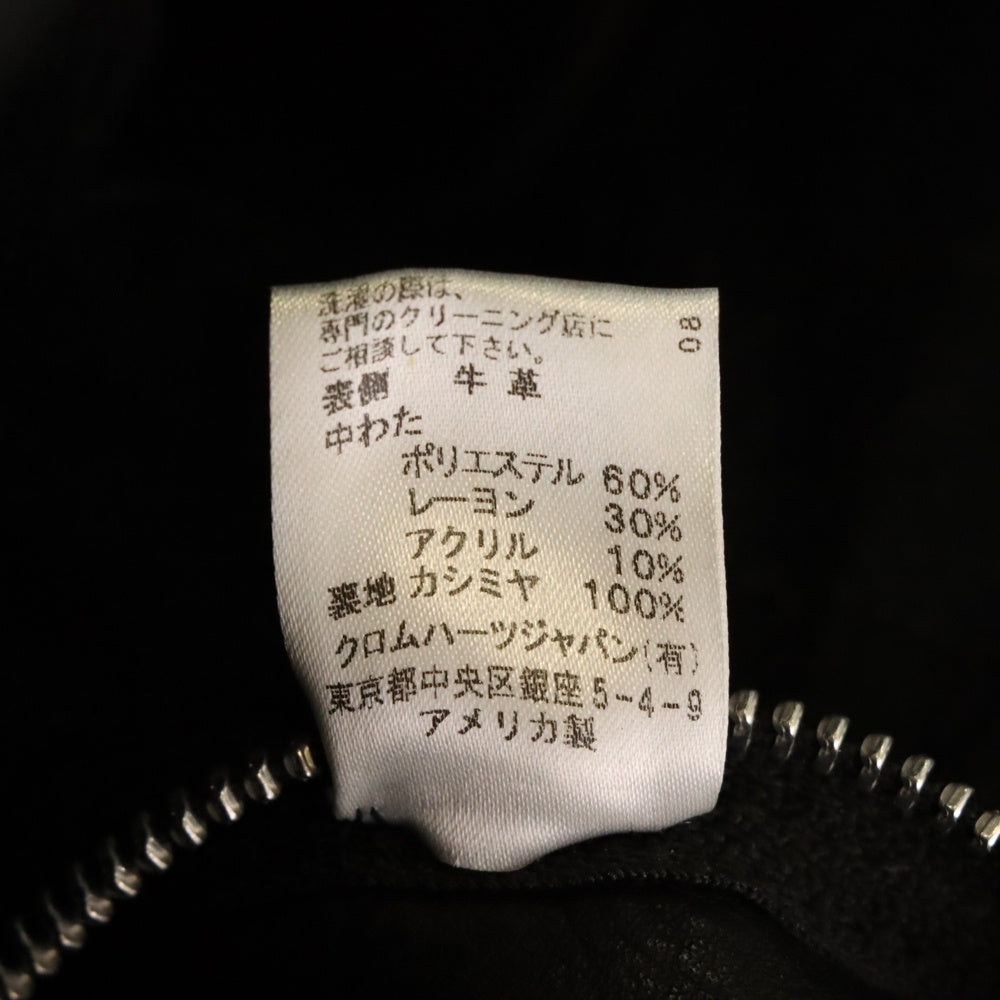 洗濯の際は、
専門のクリーニング店に
ご相談して下さい。
表側 牛革
中わた
ポリエステル 60%
レーヨン 30%
アクリル 10%
裏地 カシミヤ 100%
クロムハーツジャパン(有)
東京都中央区銀座5-4-9
アメリカ製
08